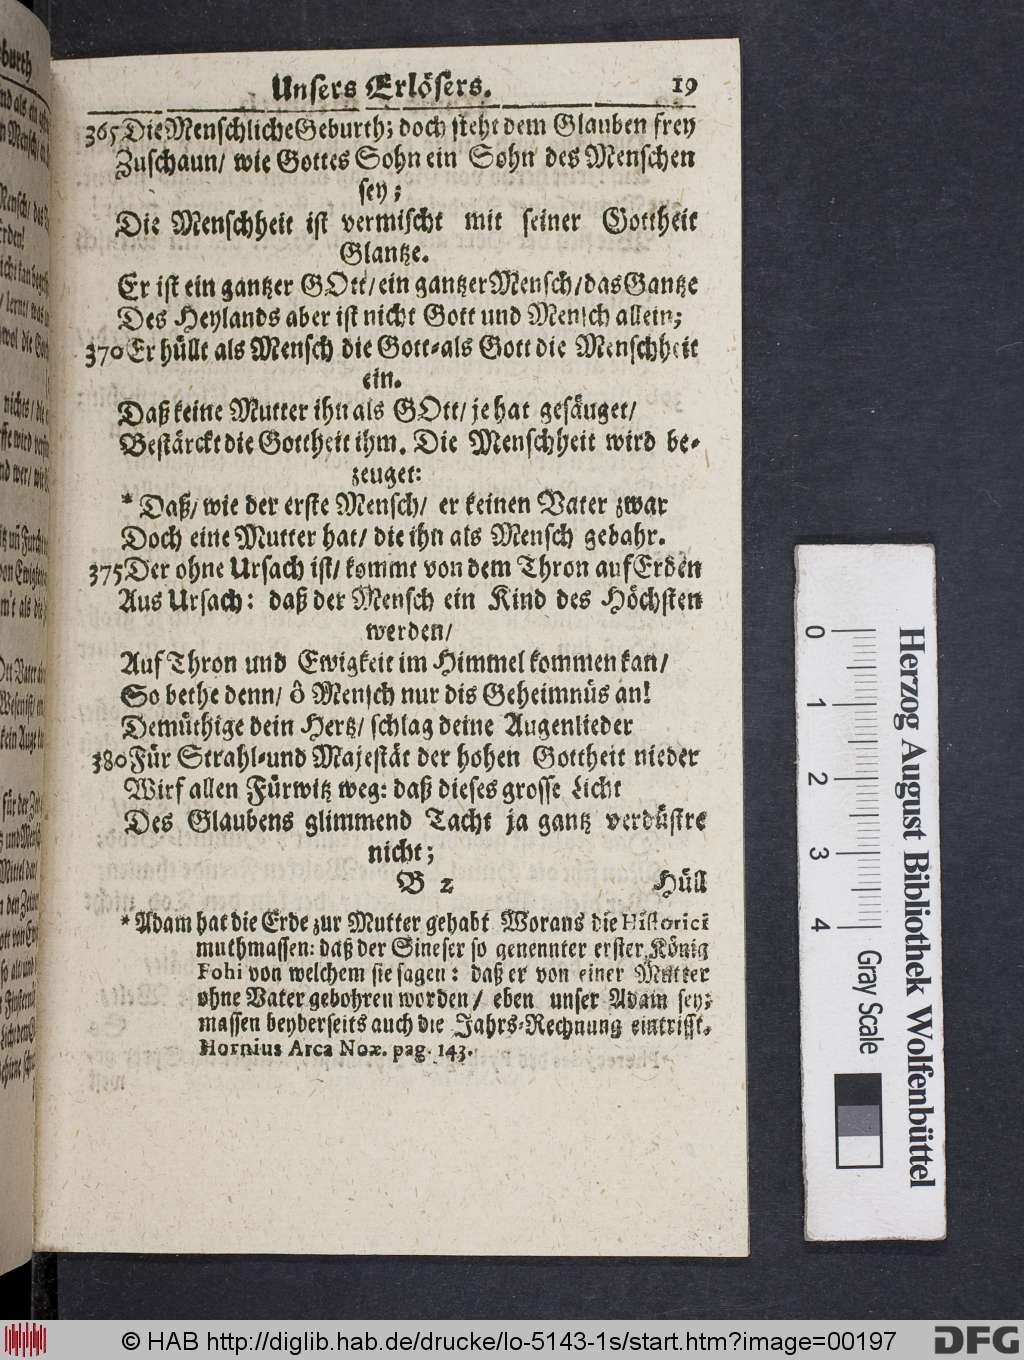 Unsers Erlösers. 19
365 Die Menschliche Geburth; doch steht dem Glauben frey
Zuschaun/ wie Gottes Sohn ein Sohn des Menschen
sey;
Die Menschheit ist vermischt mit seiner Gottheit
Glantze.
Er ist ein gantzer GOtt/ ein gantzer Mensch/ das Gantze
Des Heylands aber ist nicht Gott und Mensch allein;
370 Er hüllt als Mensch die Gott-als Gott die Menschheit
ein.
Daß keine Mutter ihn als GOtt/ je hat gesäuget/
Bestärckt die Gottheit ihm. Die Menschheit wird be-
zeuget:
* Daß/ wie der erste Mensch/ er keinen Vater zwar
Doch eine Mutter hat/ die ihn als Mensch gebahr.
375 Der ohne Ursach ist/ kommt von dem Thron auf Erden
Aus Ursach: daß der Mensch ein Kind des Höchsten
werden/
Auf Thron und Ewigkeit im Himmel kommen kan/
So bethe denn/ ô Mensch nur dis Geheimnüs an!
Demüthige dein Hertz/ schlag deine Augenlieder
380 Für Strahl-und Majestät der hohen Gottheit nieder
Wirf allen Fürwitz weg: daß dieses grosse Licht
Des Glaubens glimmend Tacht ja gantz verdüstre
nicht;
B 2 Hüll
* Adam hat die Erde zur Mutter gehabt Worans die Historici
muthmassen: daß der Sineser so genennter erster König
Fohi von welchem sie sagen: daß er von einer Mutter
ohne Vater gebohren worden/ eben unser Adam sey;
massen beyderseits auch die Jahrs-Rechnung eintrifft.
Hornius Arca Nox. pag. 143.
0 1 2 3 4
Gray Scale
Herzog August Bibliothek Wolfenbüttel
© HAB http://diglib.hab.de/drucke/lo-5143-1s/start.htm?image=00197
DFG